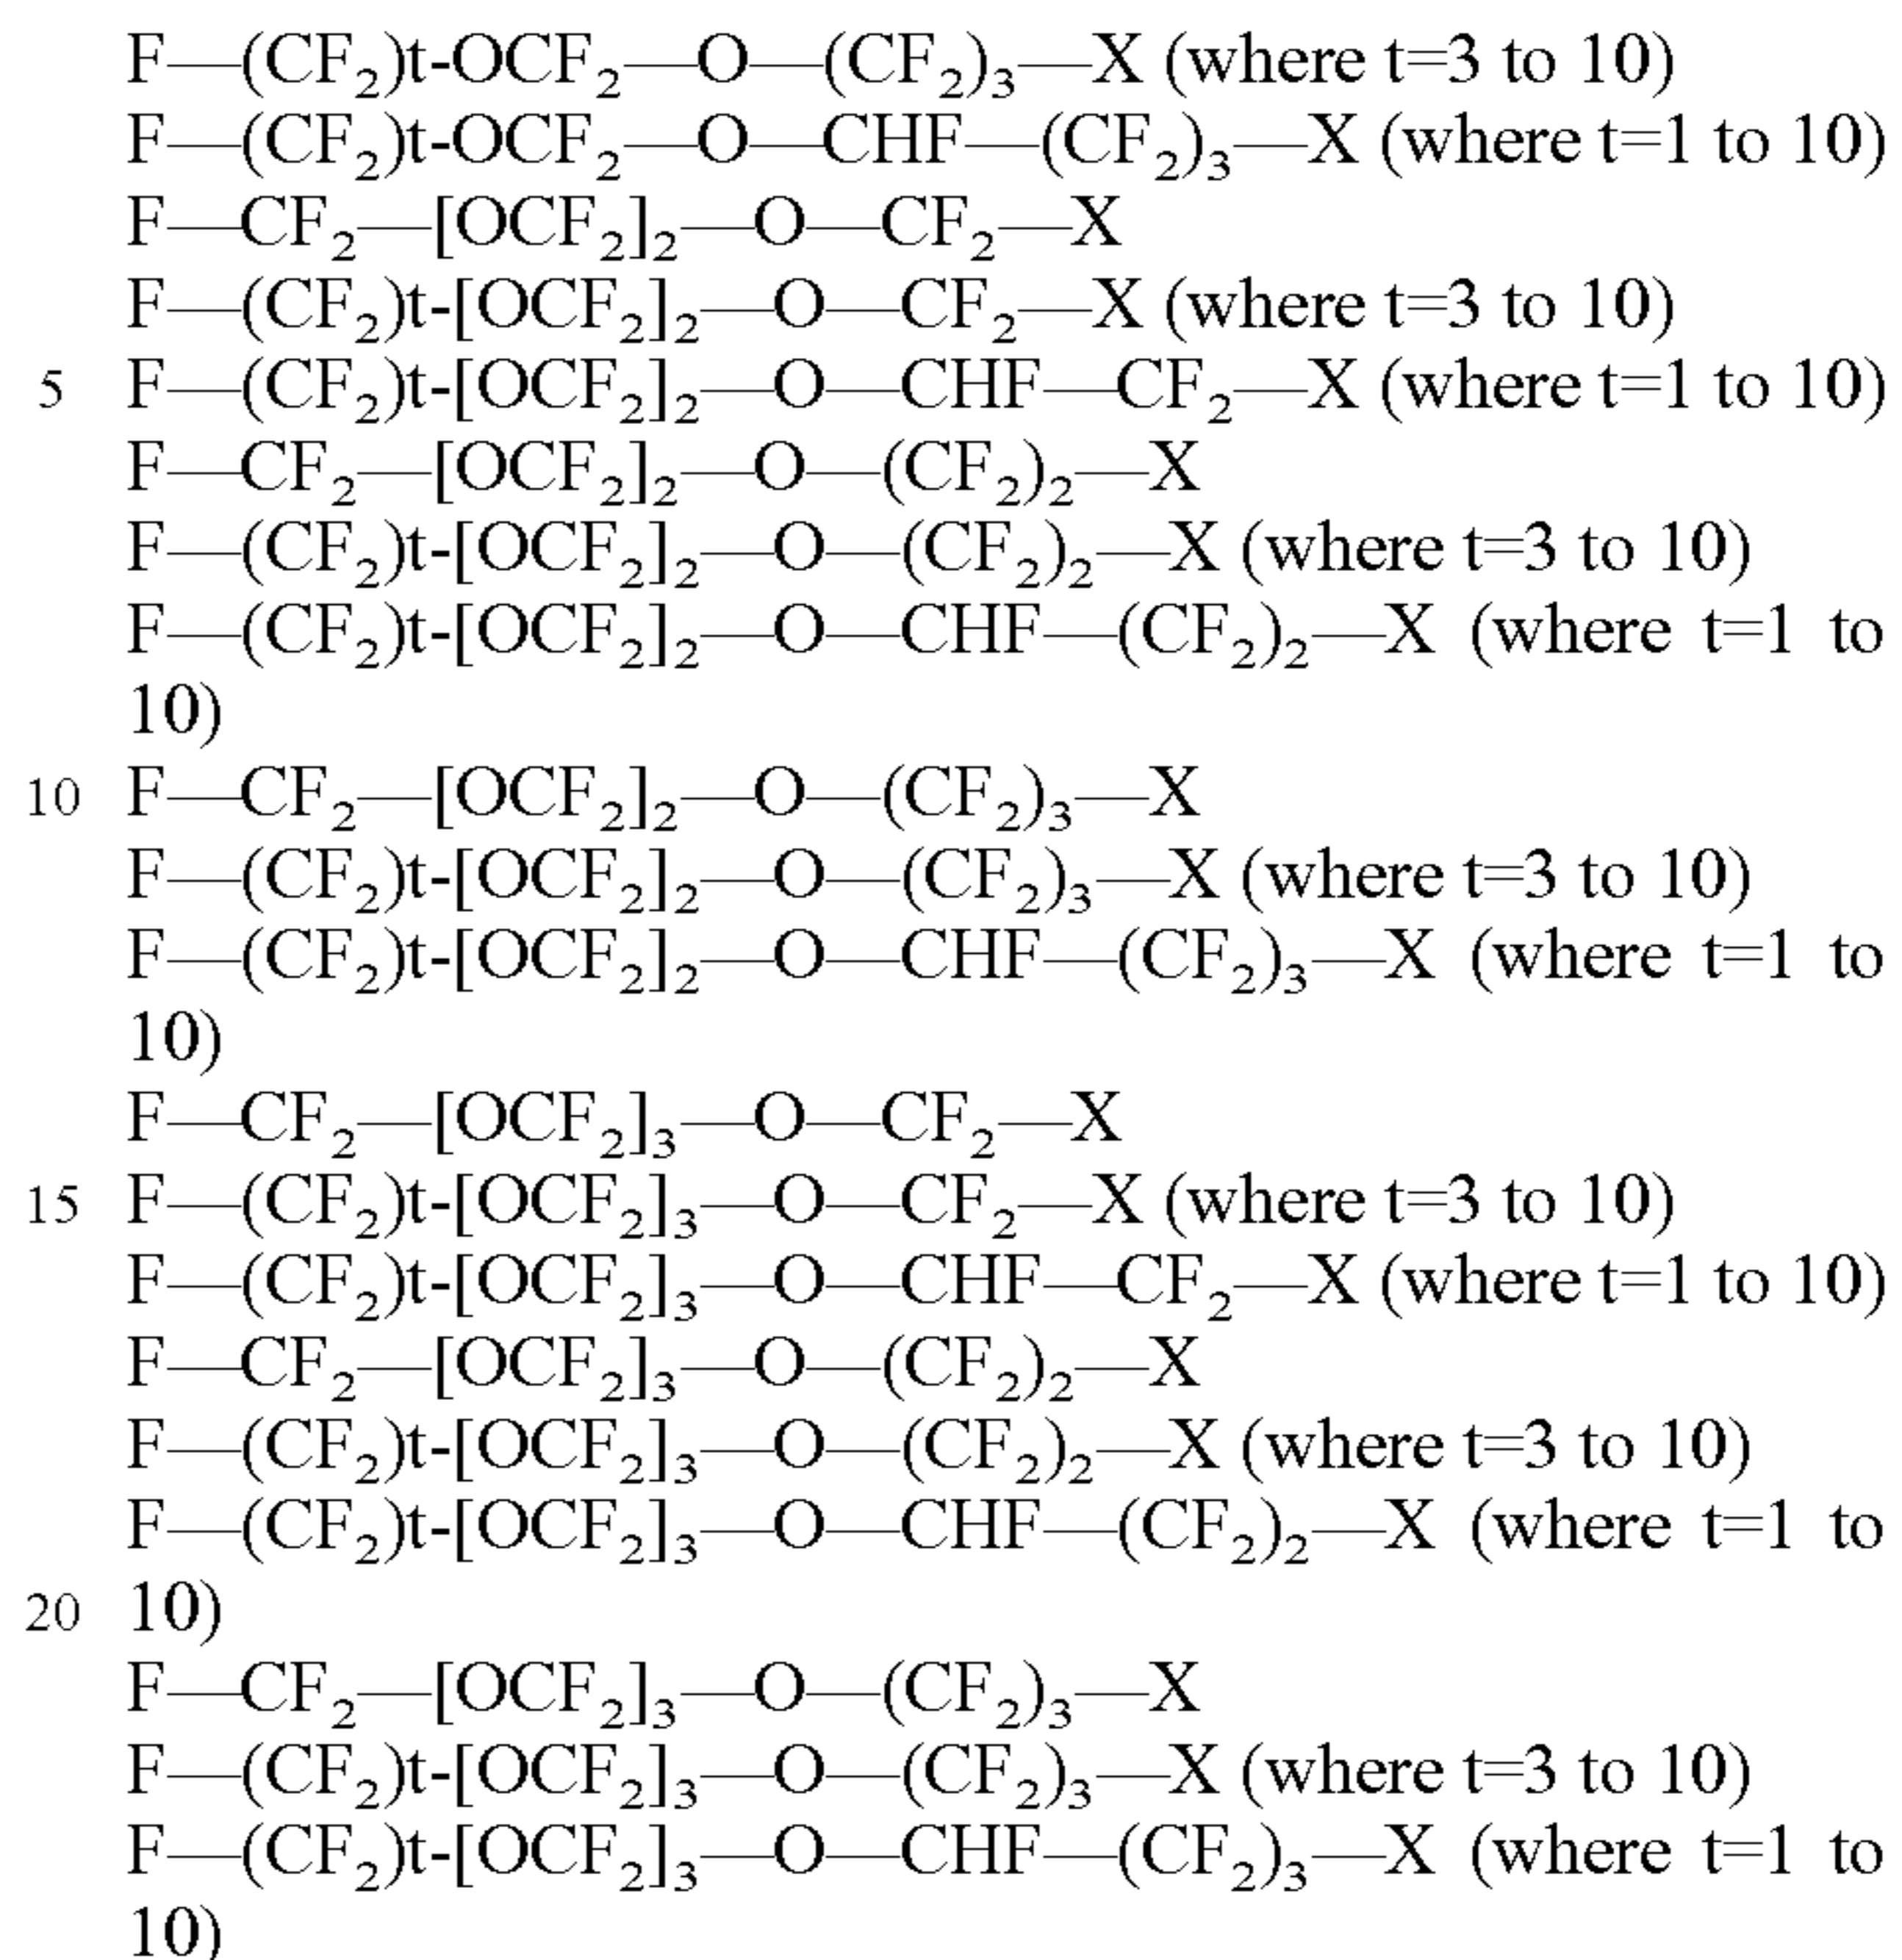 F—(CF₂)t-OCF₂—O—(CF₂)₃—X (where t=3 to 10)
F—(CF₂)t-OCF₂—O—CHF—(CF₂)₃—X (where t=1 to 10)
F—CF₂—[OCF₂]₂—O—CF₂—X
F—(CF₂)t-[OCF₂]₂—O—CF₂—X (where t=3 to 10)
5 F—(CF₂)t-[OCF₂]₂—O—CHF—CF₂—X (where t=1 to 10)
F—CF₂—[OCF₂]₂—O—(CF₂)₂—X
F—(CF₂)t-[OCF₂]₂—O—(CF₂)₂—X (where t=3 to 10)
F—(CF₂)t-[OCF₂]₂—O—CHF—(CF₂)₂—X (where t=1 to
10)
10 F—CF₂—[OCF₂]₂—O—(CF₂)₃—X
F—(CF₂)t-[OCF₂]₂—O—(CF₂)₃—X (where t=3 to 10)
F—(CF₂)t-[OCF₂]₂—O—CHF—(CF₂)₃—X (where t=1 to
10)
F—CF₂—[OCF₂]₃—O—CF₂—X
15 F—(CF₂)t-[OCF₂]₃—O—CF₂—X (where t=3 to 10)
F—(CF₂)t-[OCF₂]₃—O—CHF—CF₂—X (where t=1 to 10)
F—CF₂—[OCF₂]₃—O—(CF₂)₂—X
F—(CF₂)t-[OCF₂]₃—O—(CF₂)₂—X (where t=3 to 10)
F—(CF₂)t-[OCF₂]₃—O—CHF—(CF₂)₂—X (where t=1 to
20 10)
F—CF₂—[OCF₂]₃—O—(CF₂)₃—X
F—(CF₂)t-[OCF₂]₃—O—(CF₂)₃—X (where t=3 to 10)
F—(CF₂)t-[OCF₂]₃—O—CHF—(CF₂)₃—X (where t=1 to
10)